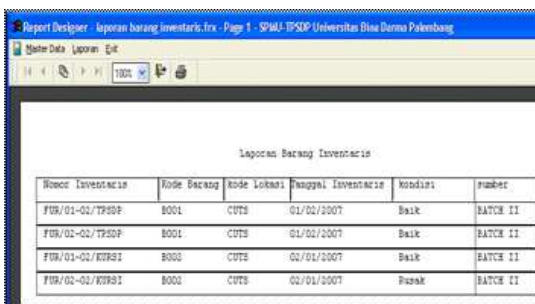 Report Designer - laporan barang inventaris.frx - Page 1 - SPMU-TPSDP Universitas Bina Darma Palembang
Master Data Laporan Exit
100%
Laporan Barang Inventaris
Nomor Inventaris Kode Barang kode Lokasi Tanggal Inventaris kondisi sumber
FUR/01-02/TPSDP B001 CUTS 01/02/2007 Baik BATCH II
FUR/02-02/TPSDP B001 CUTS 01/02/2007 Baik BATCH II
FUR/01-02/KURSI B002 CUTS 02/01/2007 Baik BATCH II
FUR/02-02/KURSI B002 CUTS 02/01/2007 Rusak BATCH II